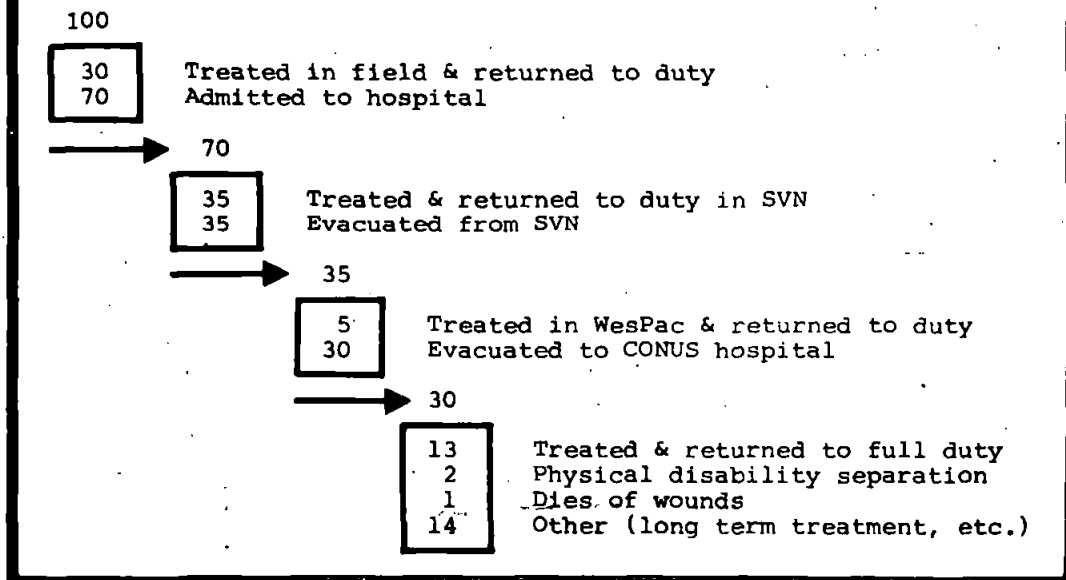 100
30 Treated in field & returned to duty
70 Admitted to hospital
70
35 Treated & returned to duty in SVN
35 Evacuated from SVN
35
5 Treated in WesPac & returned to duty
30 Evacuated to CONUS hospital
30
13 Treated & returned to full duty
2 Physical disability separation
1 Dies of wounds
14 Other (long term treatment, etc.)